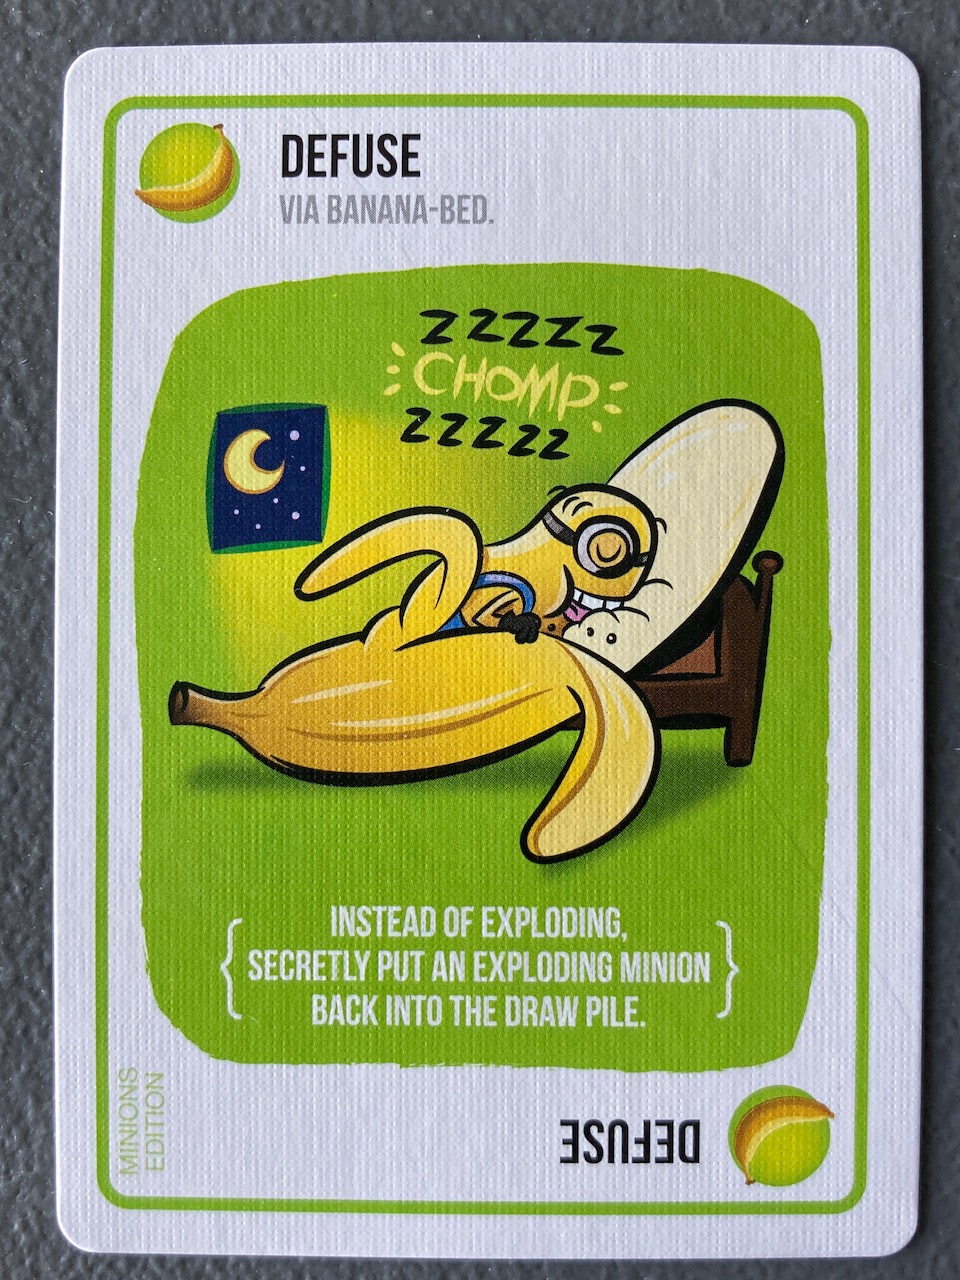 DEFUSE
VIA BANANA-BED.
ZZZZZ
CHOMP
ZZZZZ
{ INSTEAD OF EXPLODING,
SECRETLY PUT AN EXPLODING MINION
BACK INTO THE DRAW PILE. }
MINIONS
EDITION
DEFUSE